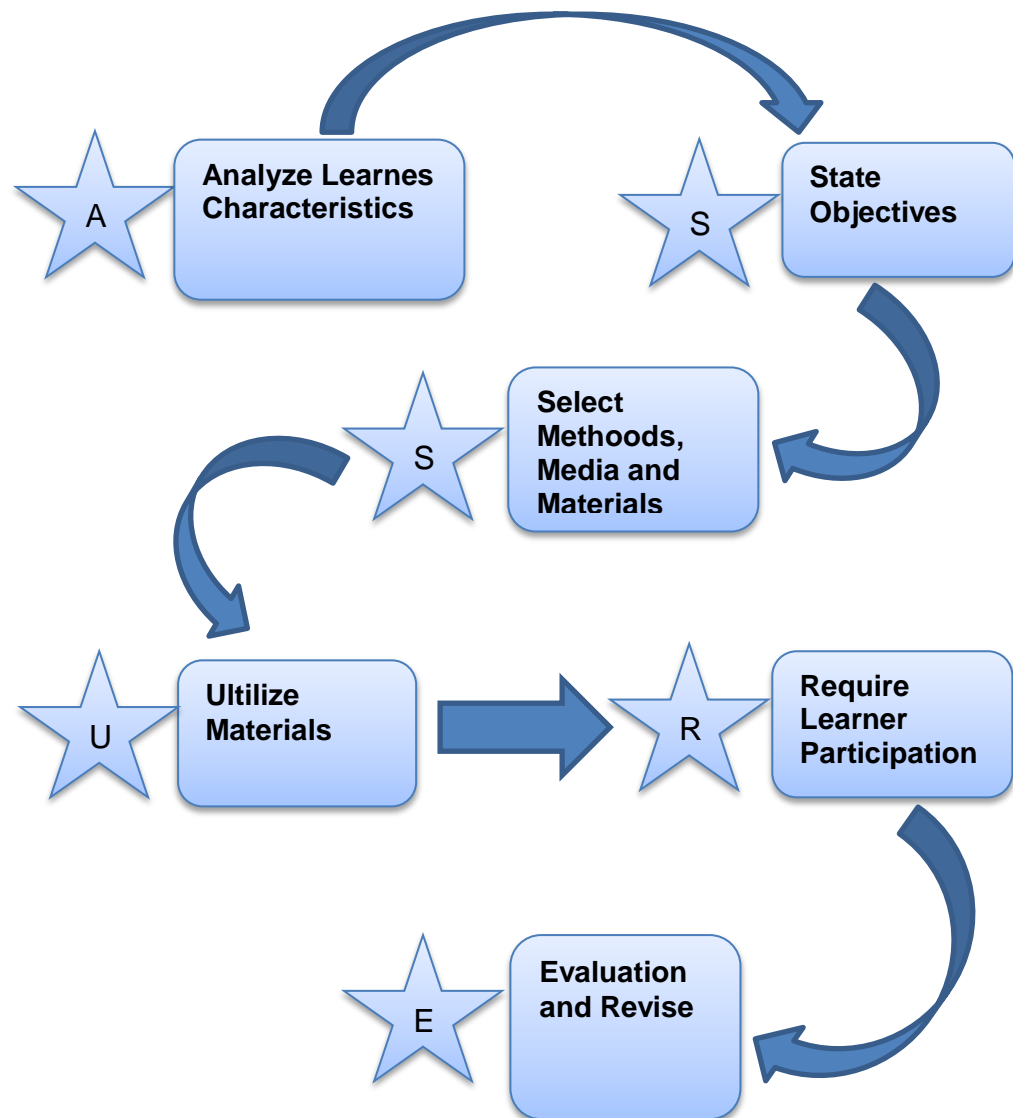 A
Analyze Learnes
Characteristics
S
State
Objectives
S
Select
Methoods,
Media and
Materials
U
Ultilize
Materials
R
Require
Learner
Participation
E
Evaluation
and Revise